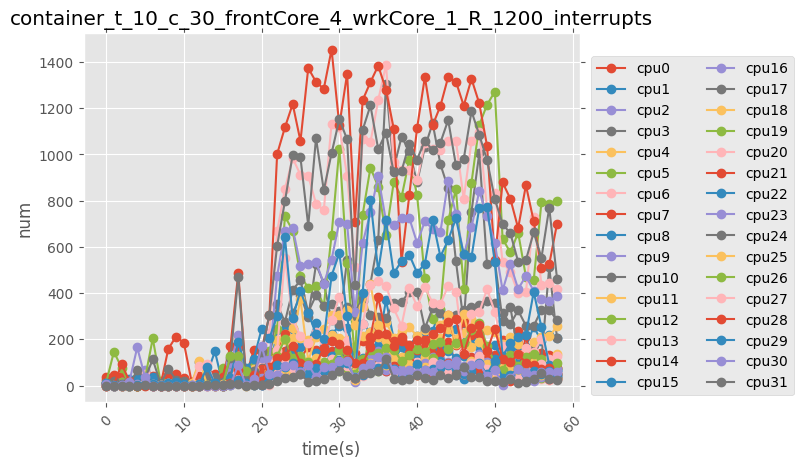 container_t_10_c_30_frontCore_4_wrkCore_1_R_1200_interrupts
num
1400
1200
1000
800
600
400
200
0
0
10
20
30
40
50
60
time(s)
cpu0
cpu1
cpu2
cpu3
cpu4
cpu5
cpu6
cpu7
cpu8
cpu9
cpu10
cpu11
cpu12
cpu13
cpu14
cpu15
cpu16
cpu17
cpu18
cpu19
cpu20
cpu21
cpu22
cpu23
cpu24
cpu25
cpu26
cpu27
cpu28
cpu29
cpu30
cpu31